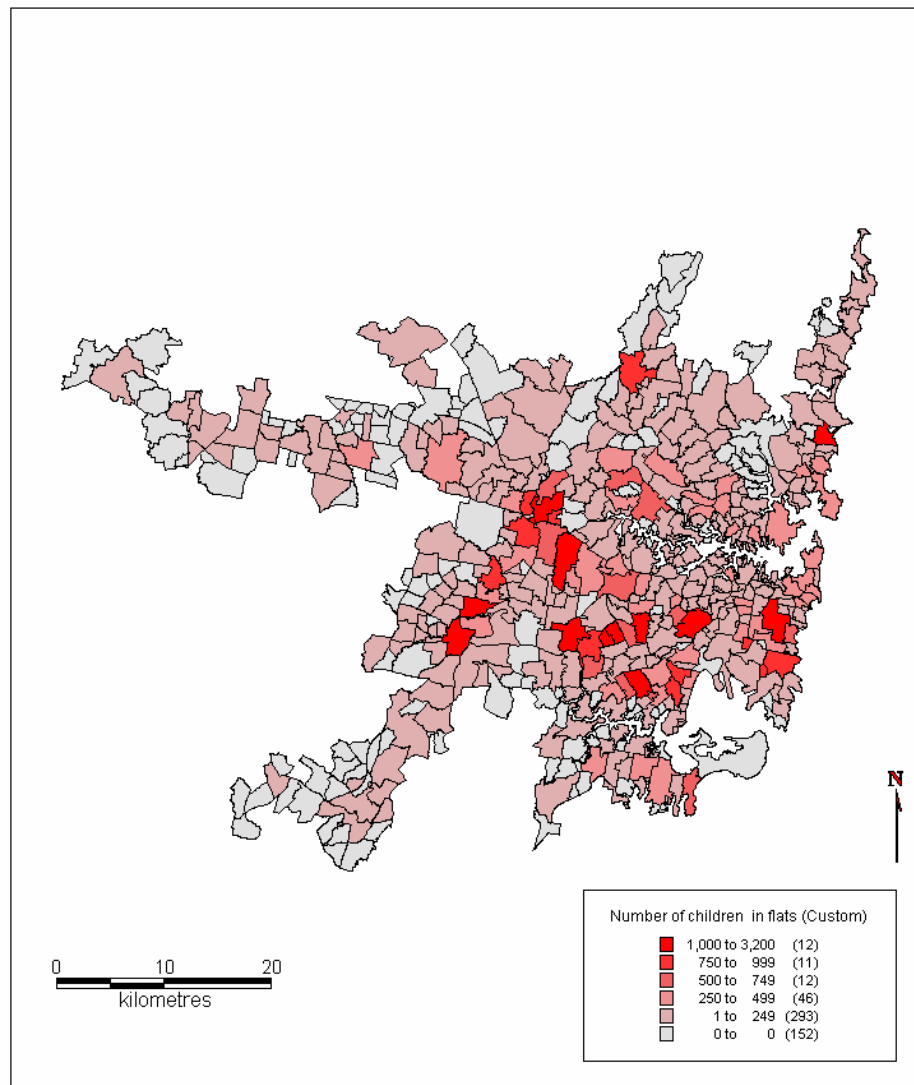 N
Number of children in flats (Custom)
1,000 to 3,200 (12)
750 to 999 (11)
500 to 749 (12)
250 to 499 (46)
1 to 249 (293)
0 to 0 (152)
0 10 20
kilometres